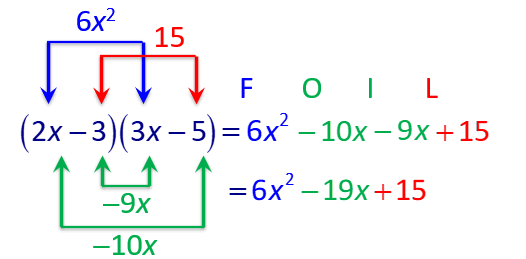 6x²
15
F O I L
(2x − 3)(3x − 5) = 6x² − 10x − 9x + 15
= 6x² − 19x + 15
−9x
−10x